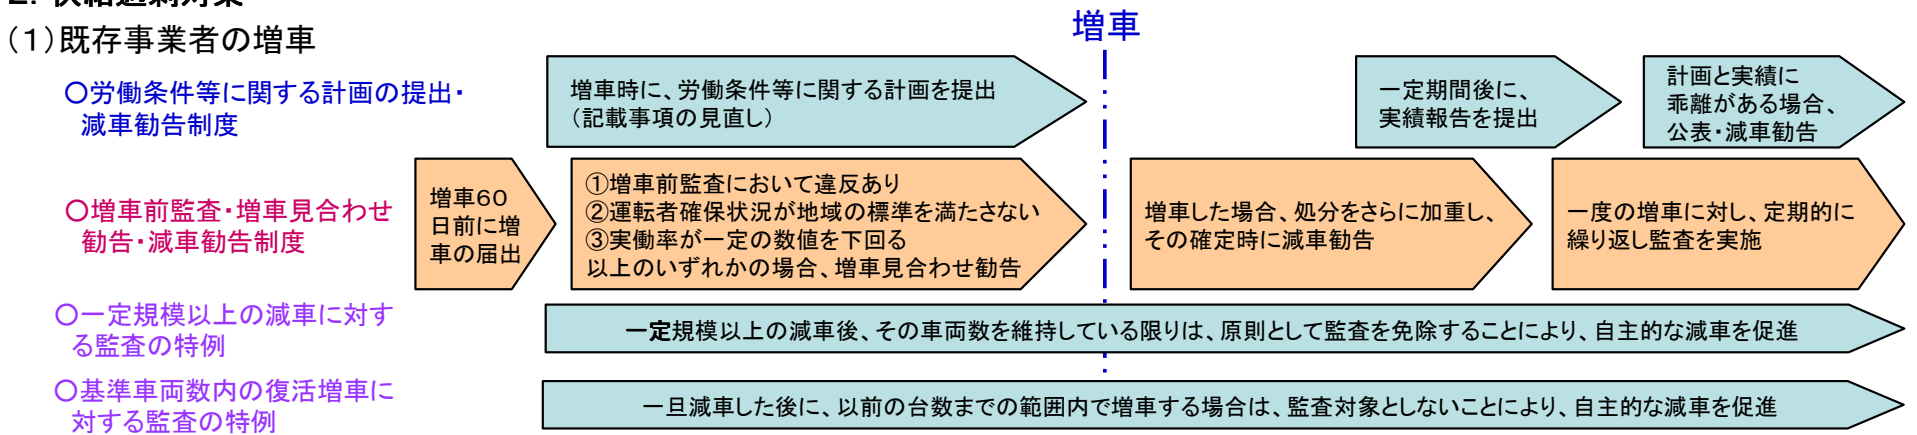 2. 供給過剰対策
（1）既存事業者の増車
増車
○労働条件等に関する計画の提出・
減車勧告制度
増車時に、労働条件等に関する計画を提出
（記載事項の見直し）
一定期間後に、
実績報告を提出
計画と実績に
乖離がある場合、
公表・減車勧告
○増車前監査・増車見合わせ
勧告・減車勧告制度
増車60
日前に増
車の届出
①増車前監査において違反あり
②運転者確保状況が地域の標準を満たさない
③実働率が一定の数値を下回る
以上のいずれかの場合、増車見合わせ勧告
増車した場合、処分をさらに加重し、
その確定時に減車勧告
一度の増車に対し、定期的に
繰り返し監査を実施
○一定規模以上の減車に対す
る監査の特例
一定規模以上の減車後、その車両数を維持している限りは、原則として監査を免除することにより、自主的な減車を促進
○基準車両数内の復活増車に
対する監査の特例
一旦減車した後に、以前の台数までの範囲内で増車する場合は、監査対象としないことにより、自主的な減車を促進